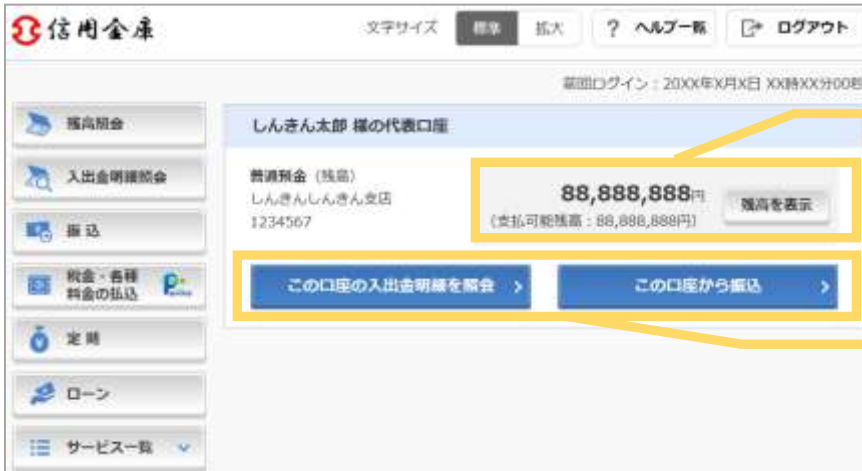 信用金庫
文字サイズ 標準 拡大 ? ヘルプ一覧 ログアウト
前回ログイン：20XX年X月X日 XX時XX分00秒
残高照会
入出金明細照会
振込
税金・各種
料金の払込
定期
ローン
サービス一覧
しんきん太郎 様の代表口座
普通預金（残高）
しんきんしんきん支店
1234567
88,888,888円
（支払可能残高：88,888,888円）
残高を表示
この口座の入出金明細を照会
この口座から振込